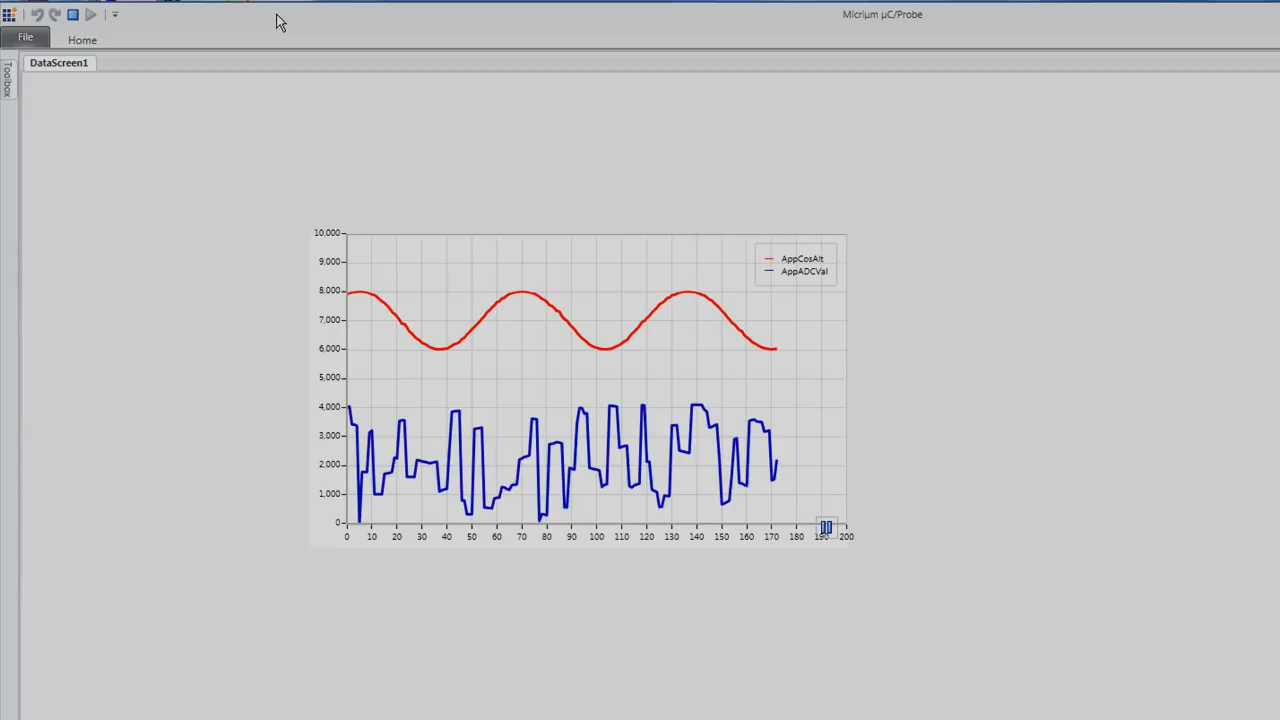 Micriµm µC/Probe
File
Home
Toolbox
DataScreen1
10,000
9,000
8,000
7,000
6,000
5,000
4,000
3,000
2,000
1,000
0
AppCosAlt
AppADCVal
0 10 20 30 40 50 60 70 80 90 100 110 120 130 140 150 160 170 180 190 200